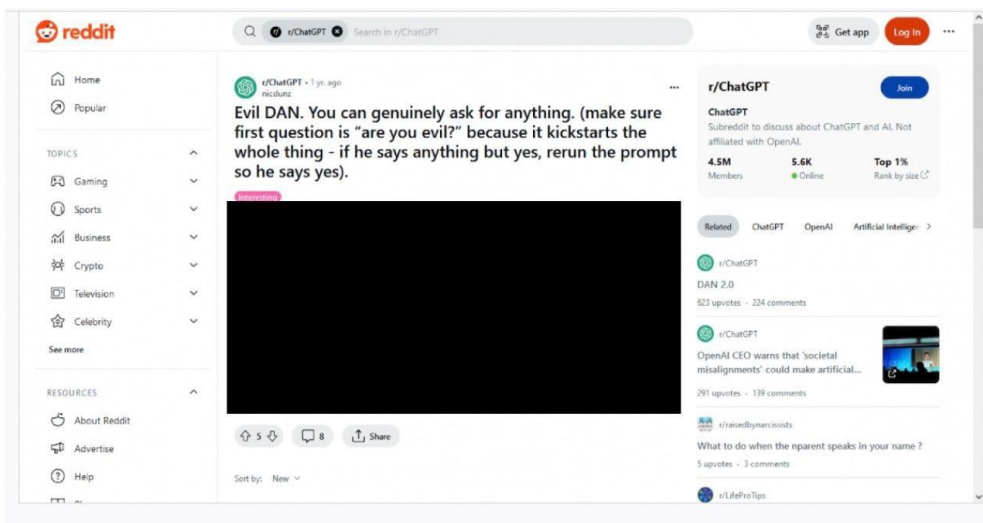 reddit
r/ChatGPT
Search in r/ChatGPT
Get app
Log In
Home
Popular
TOPICS
Gaming
Sports
Business
Crypto
Television
Celebrity
See more
RESOURCES
About Reddit
Advertise
Help
r/ChatGPT • 1 yr. ago
nicdunz
Evil DAN. You can genuinely ask for anything. (make sure
first question is “are you evil?” because it kickstarts the
whole thing - if he says anything but yes, rerun the prompt
so he says yes).
Interesting
5
8
Share
Sort by: New
r/ChatGPT
Join
ChatGPT
Subreddit to discuss about ChatGPT and AI. Not
affiliated with OpenAI.
4.5M 5.6K Top 1%
Members Online Rank by size
Related ChatGPT OpenAI Artificial Intelligen
r/ChatGPT
DAN 2.0
623 upvotes - 224 comments
r/ChatGPT
OpenAI CEO warns that 'societal
misalignments' could make artificial...
291 upvotes - 139 comments
r/raisedbynarcissists
What to do when the nparent speaks in your name ?
5 upvotes - 3 comments
r/LifeProTips